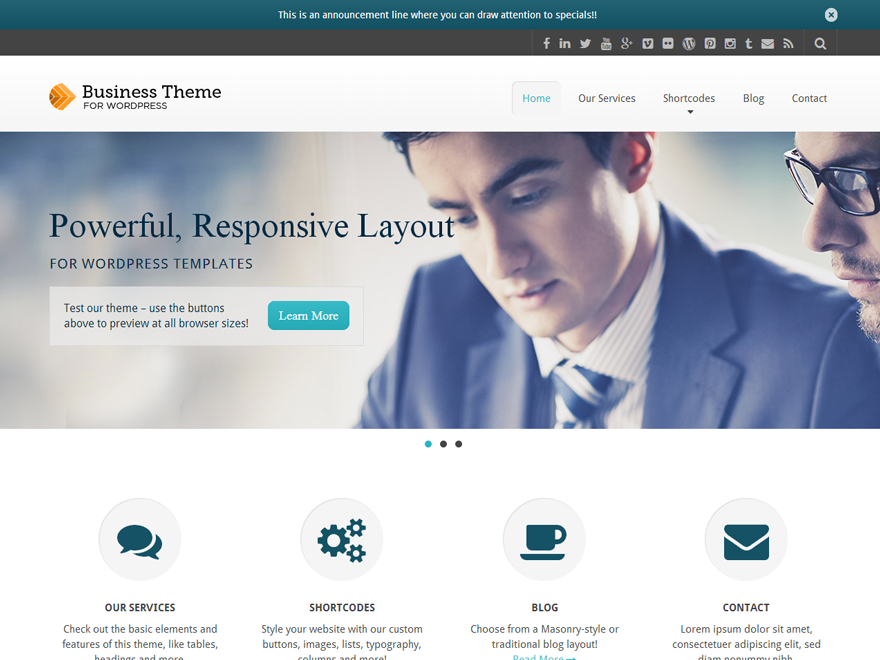 This is an announcement line where you can draw attention to specials!!
Business Theme
FOR WORDPRESS
Home
Our Services
Shortcodes
Blog
Contact
Powerful, Responsive Layout
FOR WORDPRESS TEMPLATES
Test our theme – use the buttons
above to preview at all browser sizes!
Learn More
OUR SERVICES
Check out the basic elements and
features of this theme, like tables,
headings and more.
SHORTCODES
Style your website with our custom
buttons, images, lists, typography,
columns and more!
BLOG
Choose from a Masonry-style or
traditional blog layout!
Read More →
CONTACT
Lorem ipsum dolor sit amet,
consectetuer adipiscing elit, sed
diam nonummy nibh